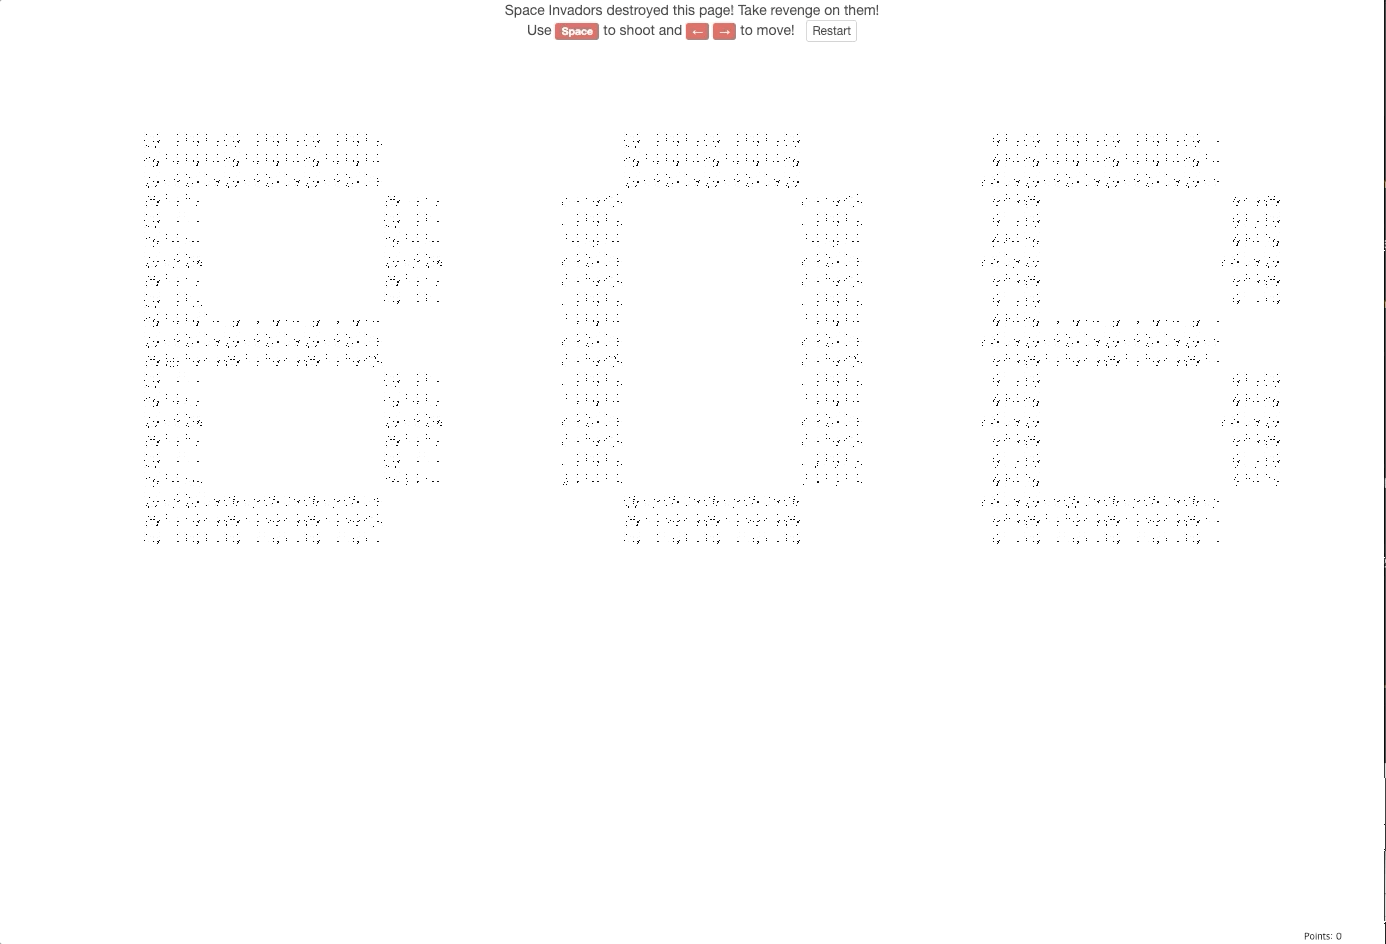 Space Invadors destroyed this page! Take revenge on them!
Use Space to shoot and ← → to move! Restart
BOB
Points: 0